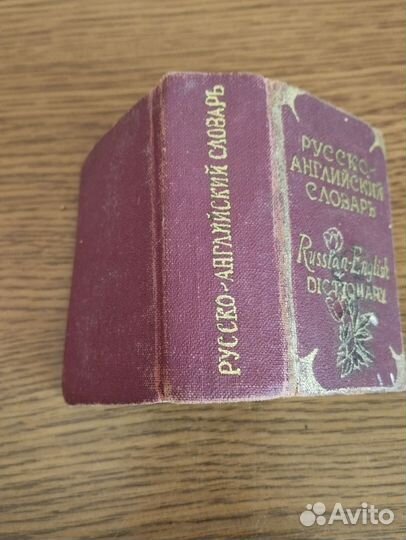 РУССКО-АНГЛИЙСКИЙ СЛОВАРЬ
РУССКО-
АНГЛИЙСКИЙ
СЛОВАРЬ
Russian-English
DICTIONARY
Avito